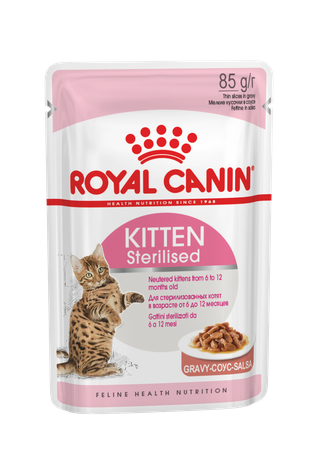 85 g/r
Thin slices in gravy
Мелкие кусочки в соусе
Fettine in salsa
ROYAL CANIN
HEALTH NUTRITION SINCE 1968
KITTEN
Sterilised
Neutered kittens from 6 to 12
months old
Для стерилизованных котят
в возрасте от 6 до 12 месяцев
Gattini sterilizzati da
6 a 12 mesi
GRAVY-СОУС-SALSA
FELINE HEALTH NUTRITION